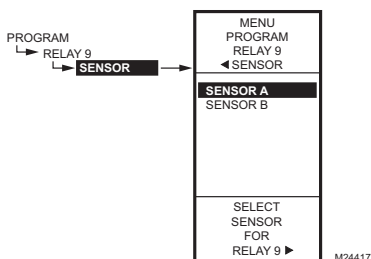 PROGRAM
RELAY 9
SENSOR
MENU
PROGRAM
RELAY 9
◄ SENSOR
SENSOR A
SENSOR B
SELECT
SENSOR
FOR
RELAY 9 ►
M24417